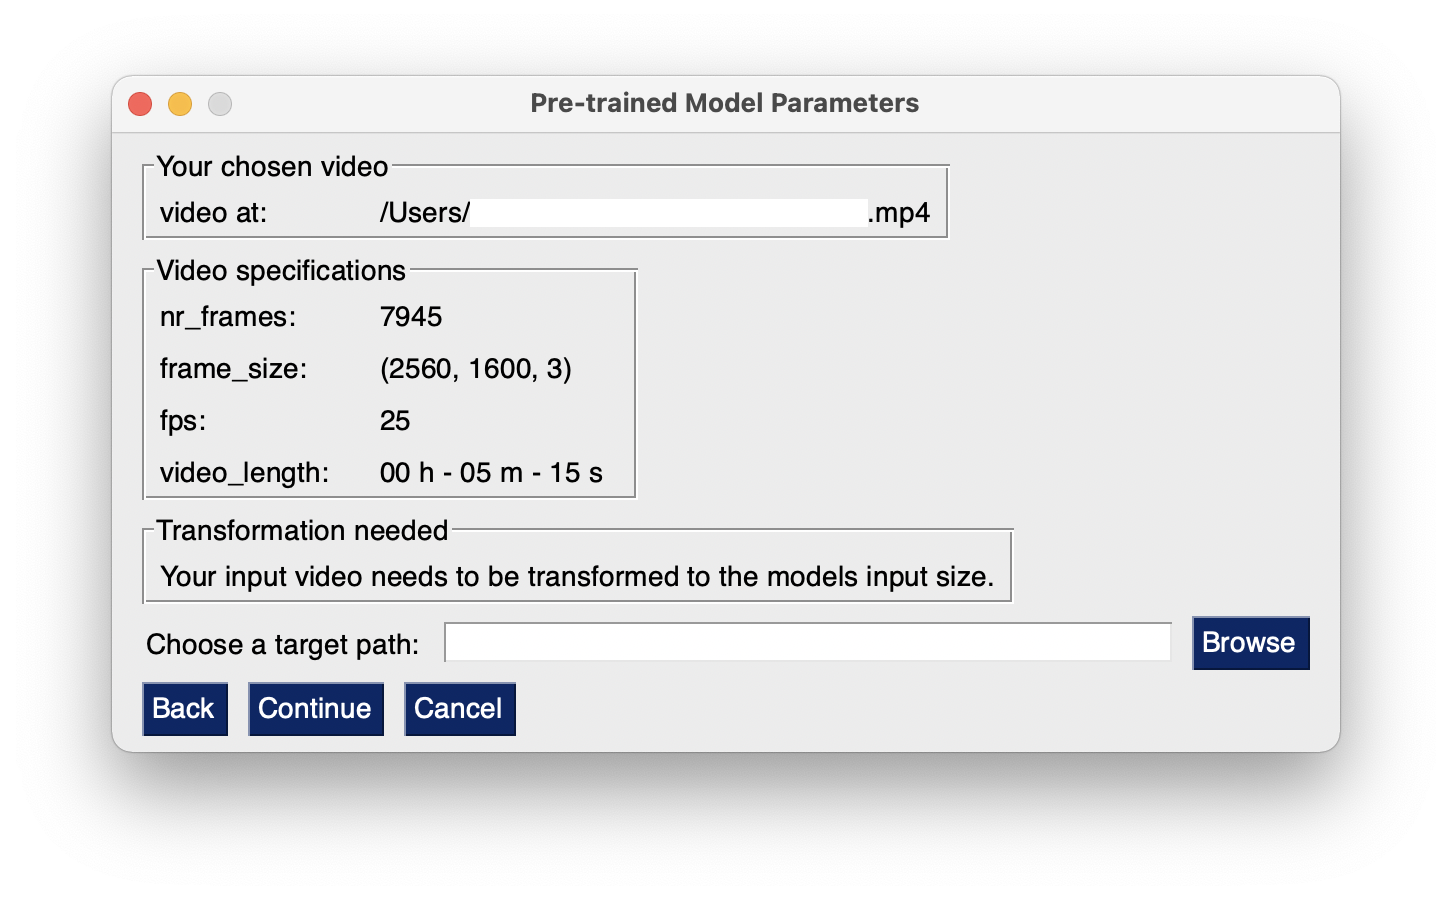 Pre-trained Model Parameters
Your chosen video
video at: /Users/ .mp4
Video specifications
nr_frames: 7945
frame_size: (2560, 1600, 3)
fps: 25
video_length: 00 h - 05 m - 15 s
Transformation needed
Your input video needs to be transformed to the models input size.
Choose a target path: Browse
Back Continue Cancel